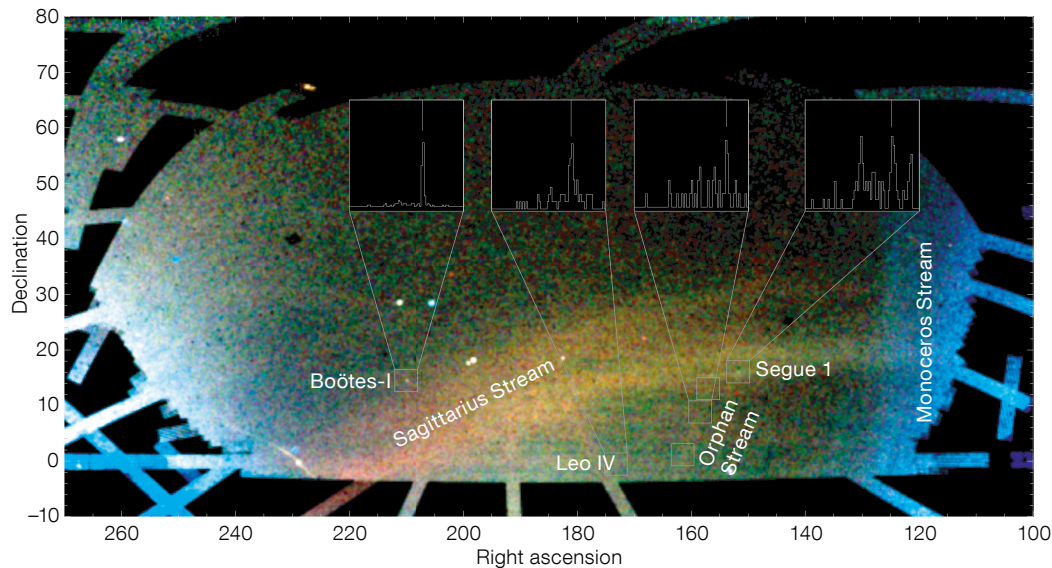 80
70
60
50
40
30
20
10
0
–10
Declination
Boötes-I
Sagittarius Stream
Leo IV
Orphan
Stream
Segue 1
Monoceros Stream
260
240
220
200
180
160
140
120
100
Right ascension